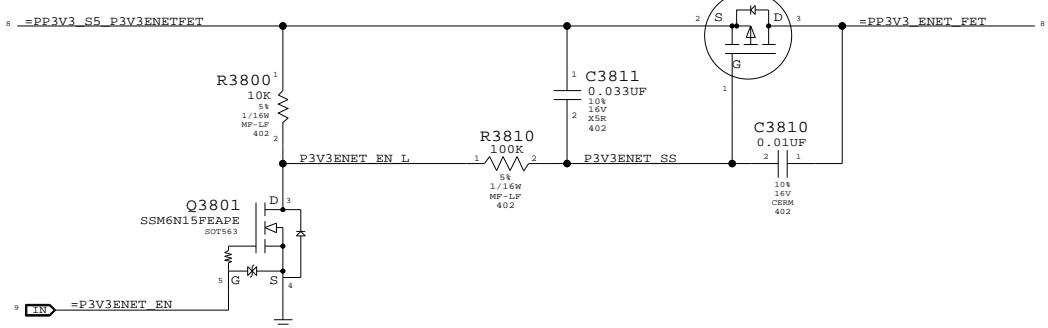 8 =PP3V3_S5_P3V3ENETFET
2 S D 3
=PP3V3_ENET_FET 8
G
1
R3800 1
10K
5%
1/16W
MF-LF
402
2
1 C3811
0.033UF
10%
16V
X5R
402
2
R3810
100K
1 2
5%
1/16W
MF-LF
402
P3V3ENET_EN_L
P3V3ENET_SS
C3810
0.01UF
2 1
10%
16V
CERM
402
Q3801
SSM6N15FEAPE
SOT563
D 3
5 G S 4
9 IN =P3V3ENET_EN